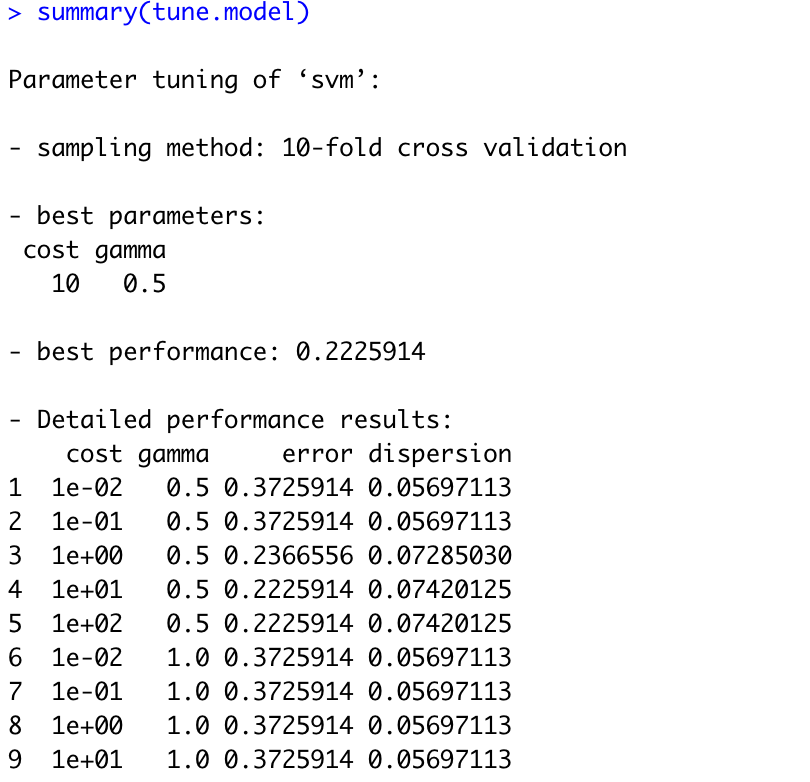 > summary(tune.model)
Parameter tuning of ‘svm’:
- sampling method: 10-fold cross validation
- best parameters:
cost gamma
10 0.5
- best performance: 0.2225914
- Detailed performance results:
cost gamma error dispersion
1 1e-02 0.5 0.3725914 0.05697113
2 1e-01 0.5 0.3725914 0.05697113
3 1e+00 0.5 0.2366556 0.07285030
4 1e+01 0.5 0.2225914 0.07420125
5 1e+02 0.5 0.2225914 0.07420125
6 1e-02 1.0 0.3725914 0.05697113
7 1e-01 1.0 0.3725914 0.05697113
8 1e+00 1.0 0.3725914 0.05697113
9 1e+01 1.0 0.3725914 0.05697113